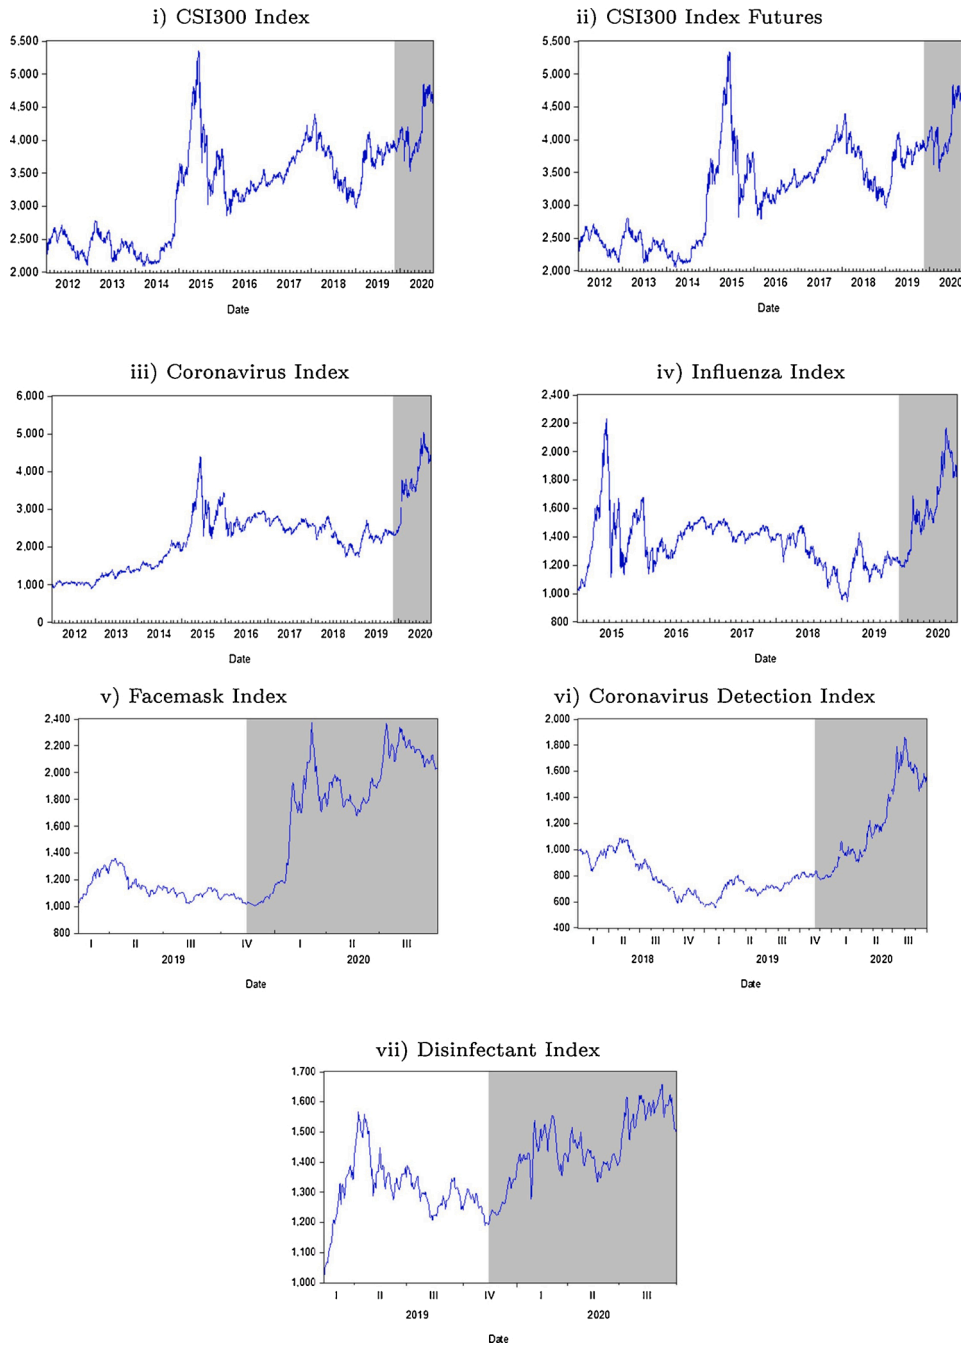 i) CSI300 Index
5,500
5,000
4,500
4,000
3,500
3,000
2,500
2,000
2012 2013 2014 2015 2016 2017 2018 2019 2020
Date
ii) CSI300 Index Futures
5,500
5,000
4,500
4,000
3,500
3,000
2,500
2,000
2012 2013 2014 2015 2016 2017 2018 2019 2020
Date
iii) Coronavirus Index
6,000
5,000
4,000
3,000
2,000
1,000
0
2012 2013 2014 2015 2016 2017 2018 2019 2020
Date
iv) Influenza Index
2,400
2,200
2,000
1,800
1,600
1,400
1,200
1,000
800
2015 2016 2017 2018 2019 2020
Date
v) Facemask Index
2,400
2,200
2,000
1,800
1,600
1,400
1,200
1,000
800
I II III IV I II III
2019 2020
Date
vi) Coronavirus Detection Index
2,000
1,800
1,600
1,400
1,200
1,000
800
600
400
I II III IV I II III IV I II III
2018 2019 2020
Date
vii) Disinfectant Index
1,700
1,600
1,500
1,400
1,300
1,200
1,100
1,000
I II III IV I II III
2019 2020
Date